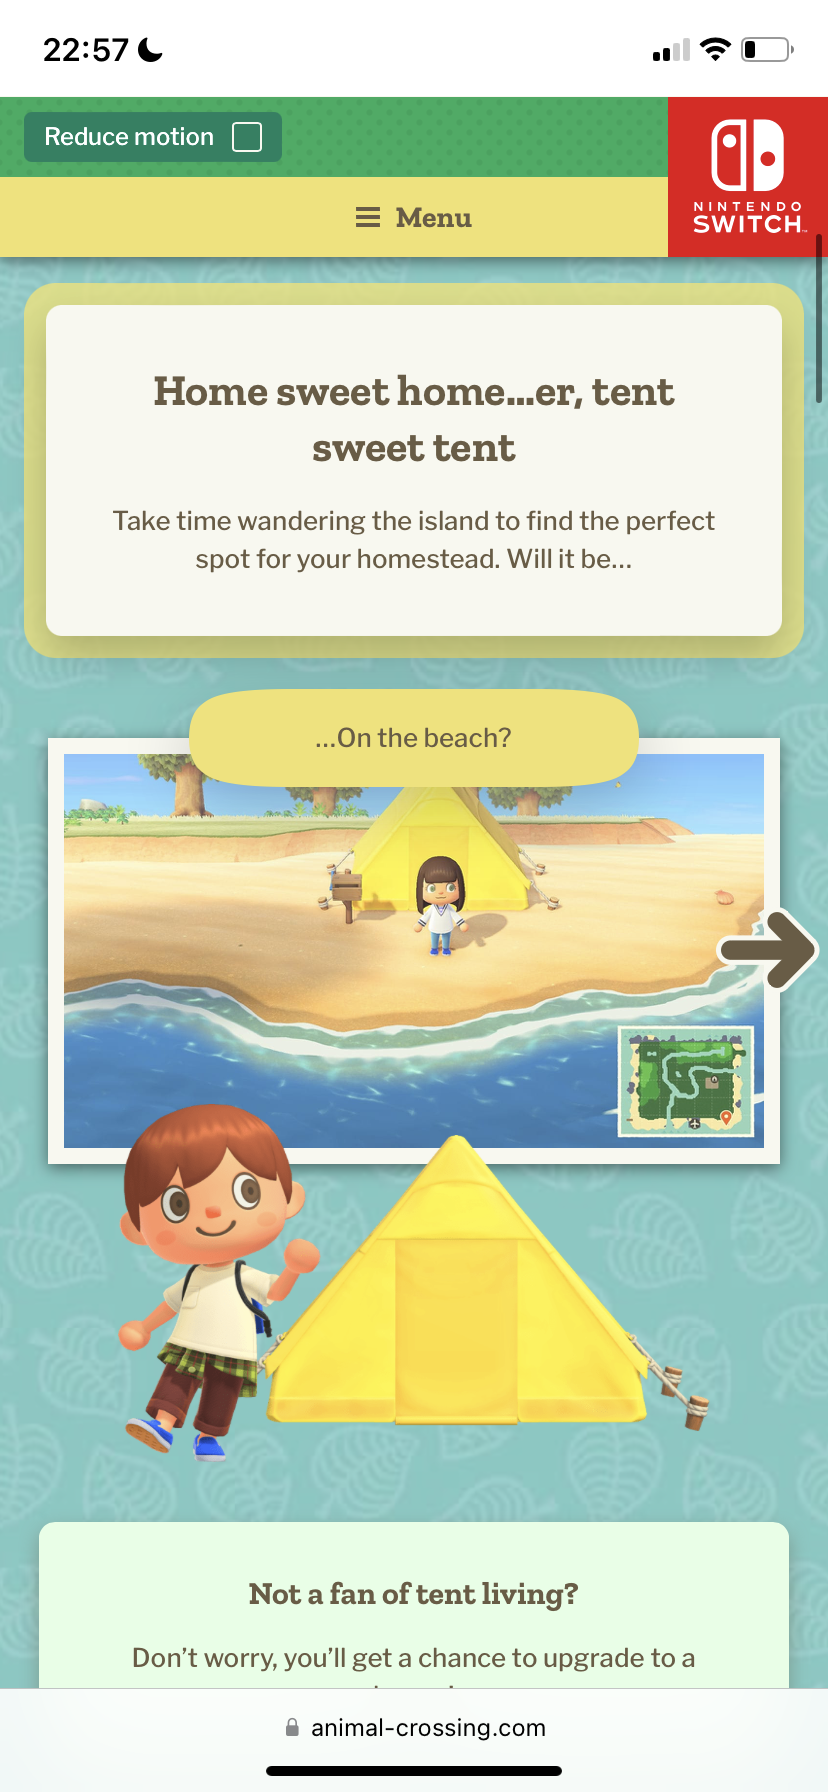 22:57
Reduce motion
NINTENDO
SWITCH
Menu
Home sweet home...er, tent
sweet tent
Take time wandering the island to find the perfect
spot for your homestead. Will it be...
...On the beach?
Not a fan of tent living?
Don’t worry, you’ll get a chance to upgrade to a
animal-crossing.com